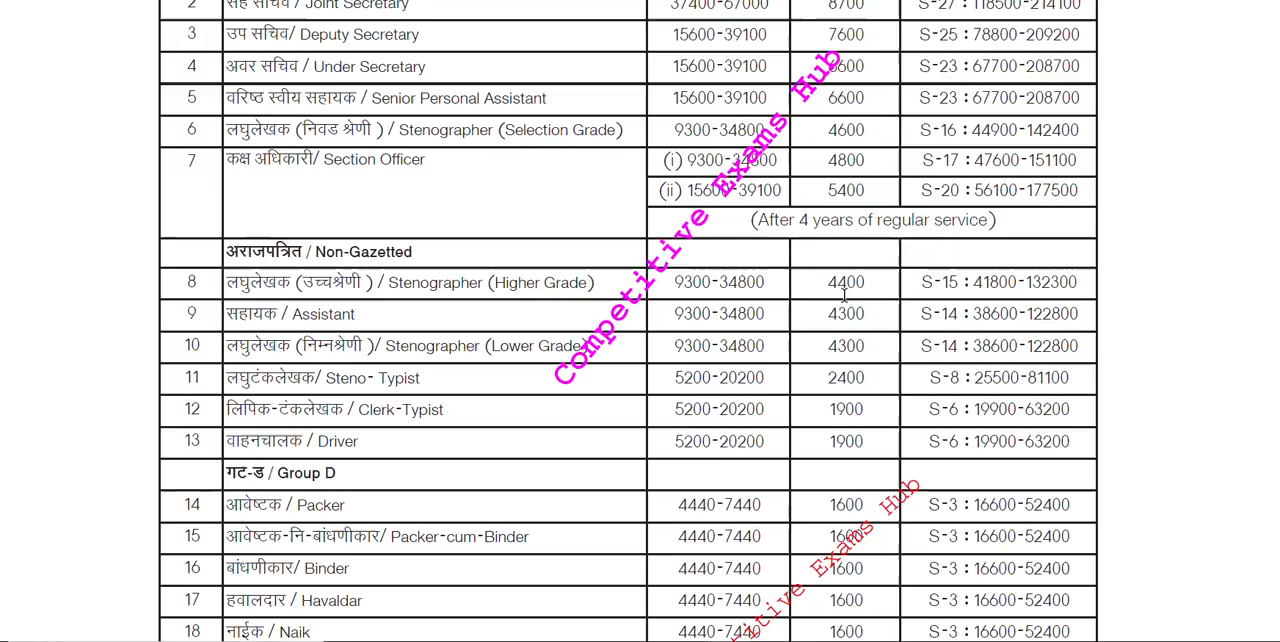 2 सह सचिव / Joint Secretary 37400-67000 8700 S-27 : 118500-214100
3 उप सचिव/ Deputy Secretary 15600-39100 7600 S-25 : 78800-209200
4 अवर सचिव / Under Secretary 15600-39100 6600 S-23 : 67700-208700
5 वरिष्ठ स्वीय सहायक / Senior Personal Assistant 15600-39100 6600 S-23 : 67700-208700
6 लघुलेखक (निवड श्रेणी ) / Stenographer (Selection Grade) 9300-34800 4600 S-16 : 44900-142400
7 कक्ष अधिकारी/ Section Officer (i) 9300-34800 4800 S-17 : 47600-151100
(ii) 15600-39100 5400 S-20 : 56100-177500
(After 4 years of regular service)
अराजपत्रित / Non-Gazetted
8 लघुलेखक (उच्चश्रेणी ) / Stenographer (Higher Grade) 9300-34800 4400 S-15 : 41800-132300
9 सहायक / Assistant 9300-34800 4300 S-14 : 38600-122800
10 लघुलेखक (निम्नश्रेणी )/ Stenographer (Lower Grade) 9300-34800 4300 S-14 : 38600-122800
11 लघुटंकलेखक/ Steno- Typist 5200-20200 2400 S-8 : 25500-81100
12 लिपिक-टंकलेखक / Clerk-Typist 5200-20200 1900 S-6 : 19900-63200
13 वाहनचालक / Driver 5200-20200 1900 S-6 : 19900-63200
गट-ड / Group D
14 आवेष्टक / Packer 4440-7440 1600 S-3 : 16600-52400
15 आवेष्टक-नि-बांधणीकार/ Packer-cum-Binder 4440-7440 1600 S-3 : 16600-52400
16 बांधणीकार/ Binder 4440-7440 1600 S-3 : 16600-52400
17 हवालदार / Havaldar 4440-7440 1600 S-3 : 16600-52400
18 नाईक / Naik 4440-7440 1600 S-3 : 16600-52400
Competitive Exams Hub
Exams Hub